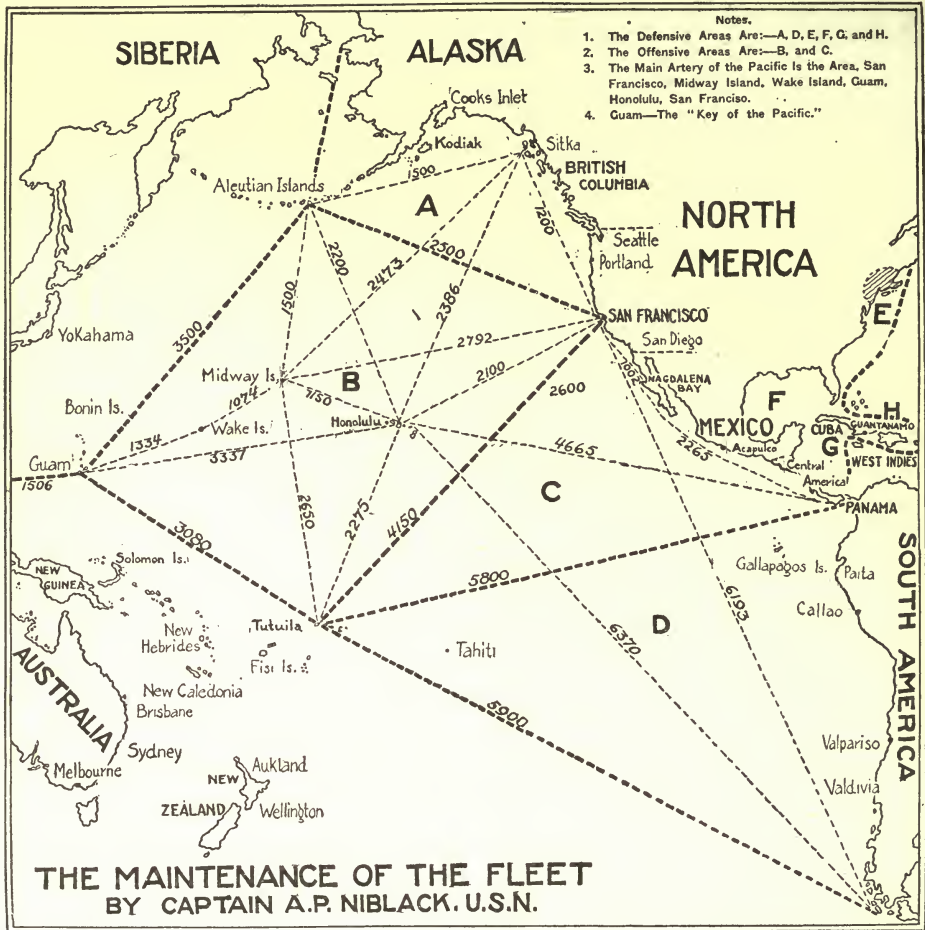 Notes.
1. The Defensive Areas Are:—A, D, E, F, G, and H.
2. The Offensive Areas Are:—B, and C.
3. The Main Artery of the Pacific Is the Area, San
Francisco, Midway Island, Wake Island, Guam,
Honolulu, San Franciso.
4. Guam—The "Key of the Pacific."
SIBERIA
ALASKA
Cooks Inlet
Kodiak
Sitka
1500
BRITISH
COLUMBIA
Aleutian Islands
A
1200
NORTH
AMERICA
Seattle
Portland
2200
2473
2500
2386
1500
3500
E
SAN FRANCISCO
San Diego
YoKahama
2792
Midway Is.
B
2100
2600
MAGDALENA
BAY
1074
1150
Bonin Is.
F
H
Wake Is.
Honolulu
MEXICO
CUBA
GUANTANAMO
1334
3337
4665
2265
Acapulco
G
WEST INDIES
Guam
1506
Central
America
C
2650
2275
4150
PANAMA
3080
Solomon Is.
NEW
GUINEA
5800
Gallapagos Is.
Paita
SOUTH AMERICA
6193
Callao
New
Hebrides
Tutuila
D
6370
Tahiti
Fisi Is.
AUSTRALIA
New Caledonia
Brisbane
5900
Sydney
Valpariso
Melbourne
Aukland
NEW
ZEALAND
Wellington
Valdivia
THE MAINTENANCE OF THE FLEET
BY CAPTAIN A.P. NIBLACK. U.S.N.